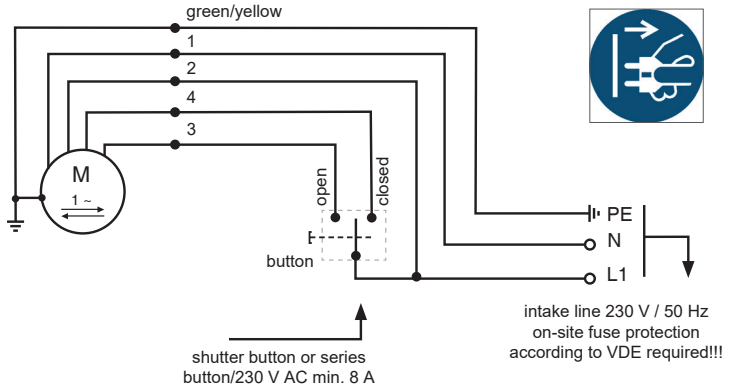 green/yellow
1
2
4
3
M
1 ~
open
closed
button
PE
N
L1
intake line 230 V / 50 Hz
on-site fuse protection
according to VDE required!!!
shutter button or series
button/230 V AC min. 8 A